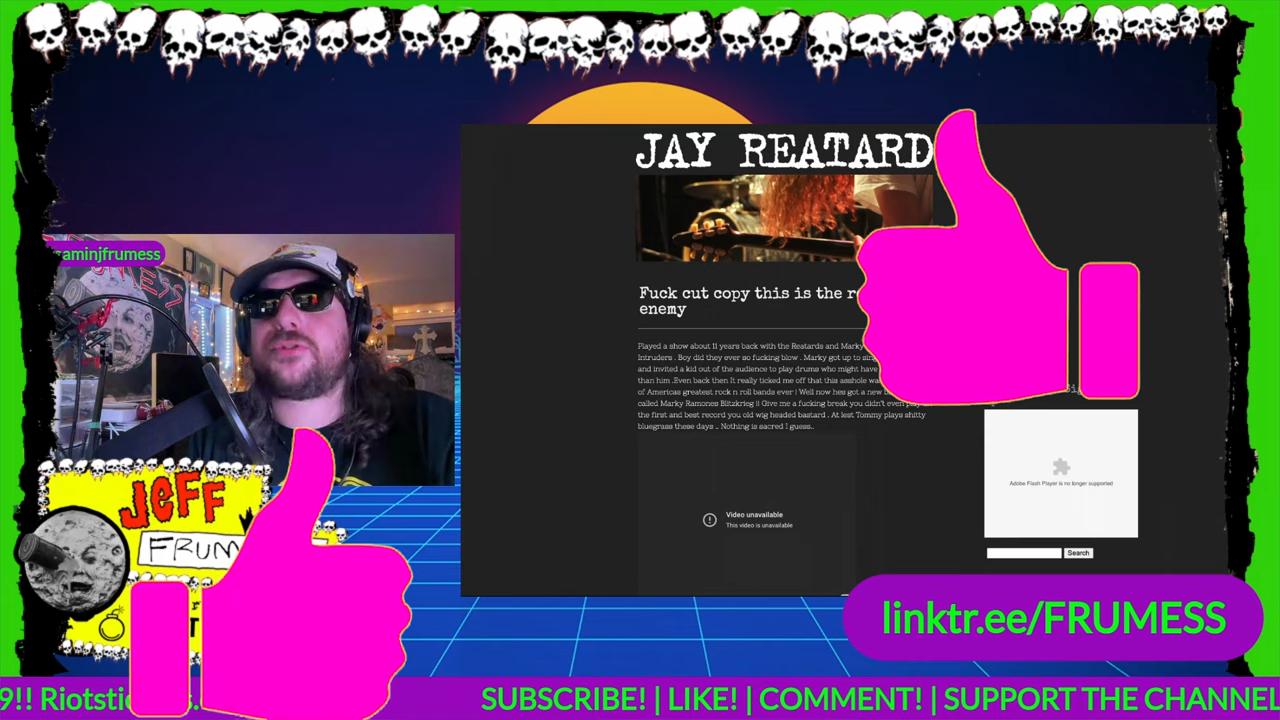 JAY REATARD
aminjfrumess
Fuck cut copy this is the r
enemy
Played a show about 11 years back with the Reatards and Marky
Intruders . Boy did they ever so fucking blow . Marky got up to sing
and invited a kid out of the audience to play drums who might have
than him .Even back then It really ticked me off that this asshole wa
of Americas greatest rock n roll bands ever ! Well now hes got a new b
called Marky Ramones Blitzkrieg !! Give me a fucking break you didn't even play
the first and best record you old wig headed bastard . At lest Tommy plays shitty
bluegrass these days .. Nothing is sacred I guess..
Video unavailable
This video is unavailable
Adobe Flash Player is no longer supported
Search
JEFF
FRUM
linktr.ee/FRUMESS
9!! Riotsti
SUBSCRIBE! | LIKE! | COMMENT! | SUPPORT THE CHANNEL